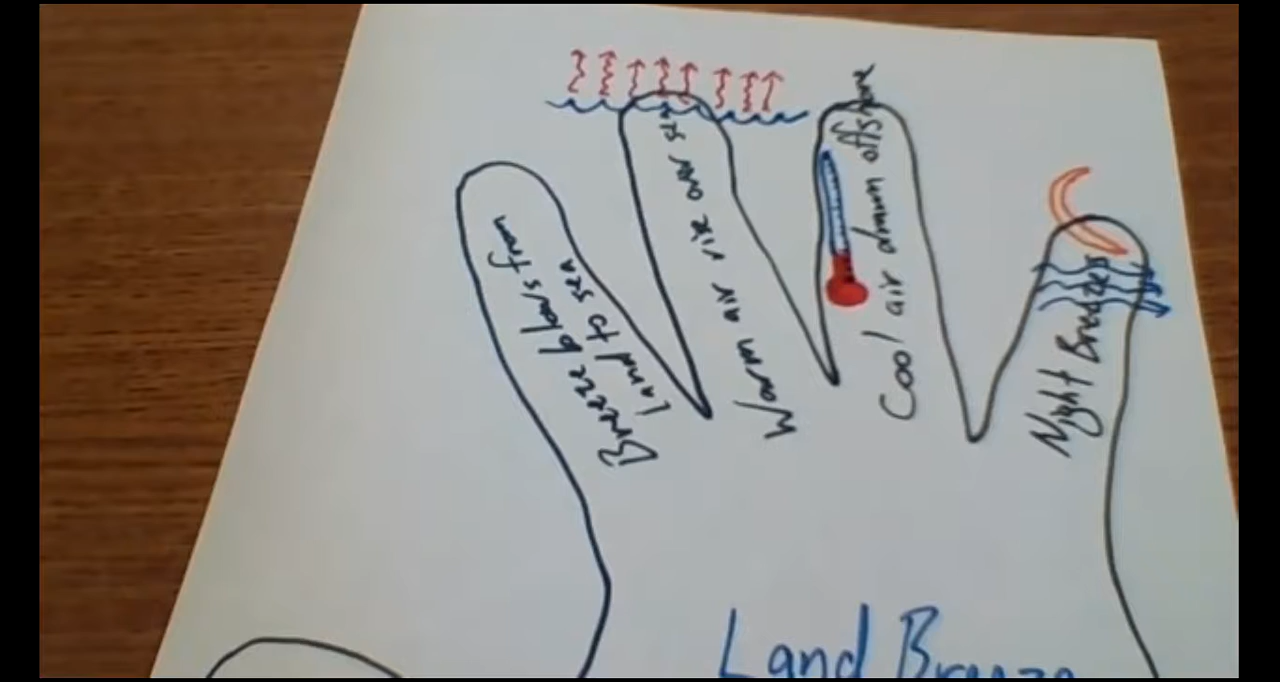 Breeze blows from
land to sea
Warm air rise over sea
Cool air drawn offshore
Night Breezes
Land Breeze